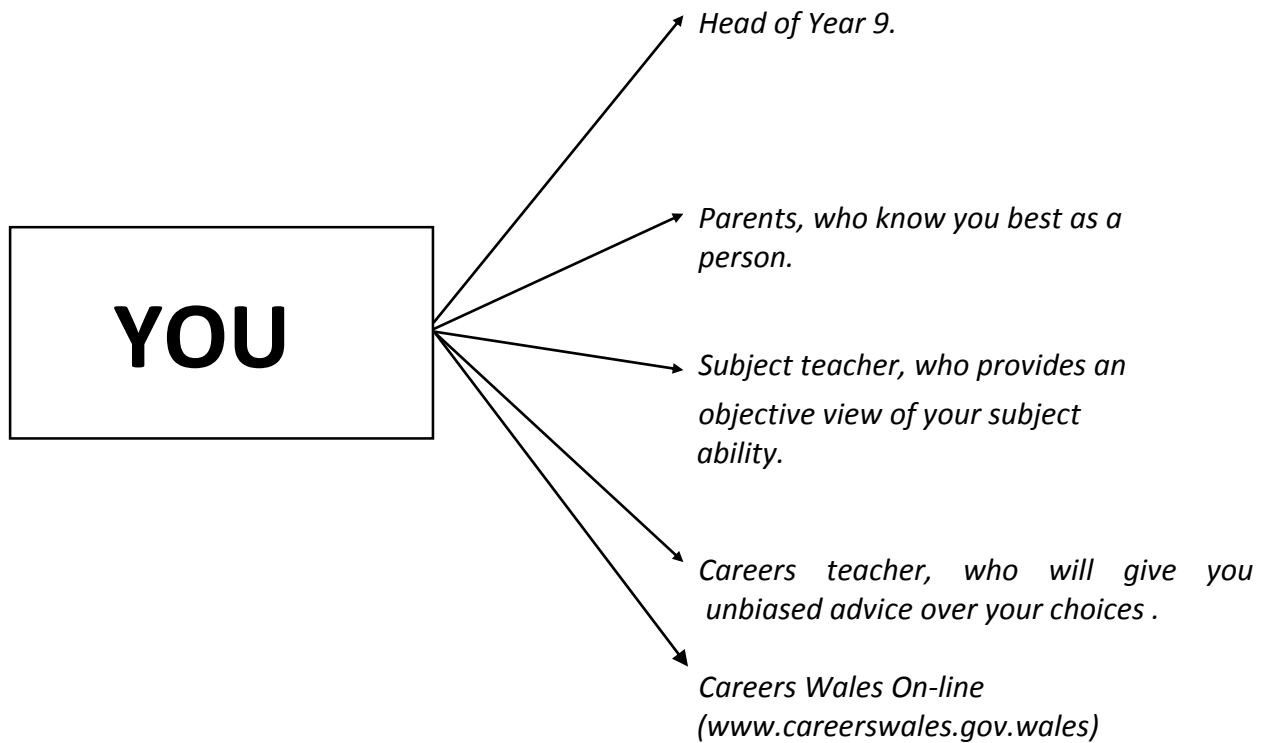 Head of Year 9.
Parents, who know you best as a
person.
YOU
Subject teacher, who provides an
objective view of your subject
ability.
Careers teacher, who will give you
unbiased advice over your choices .
Careers Wales On-line
(www.careerswales.gov.wales)